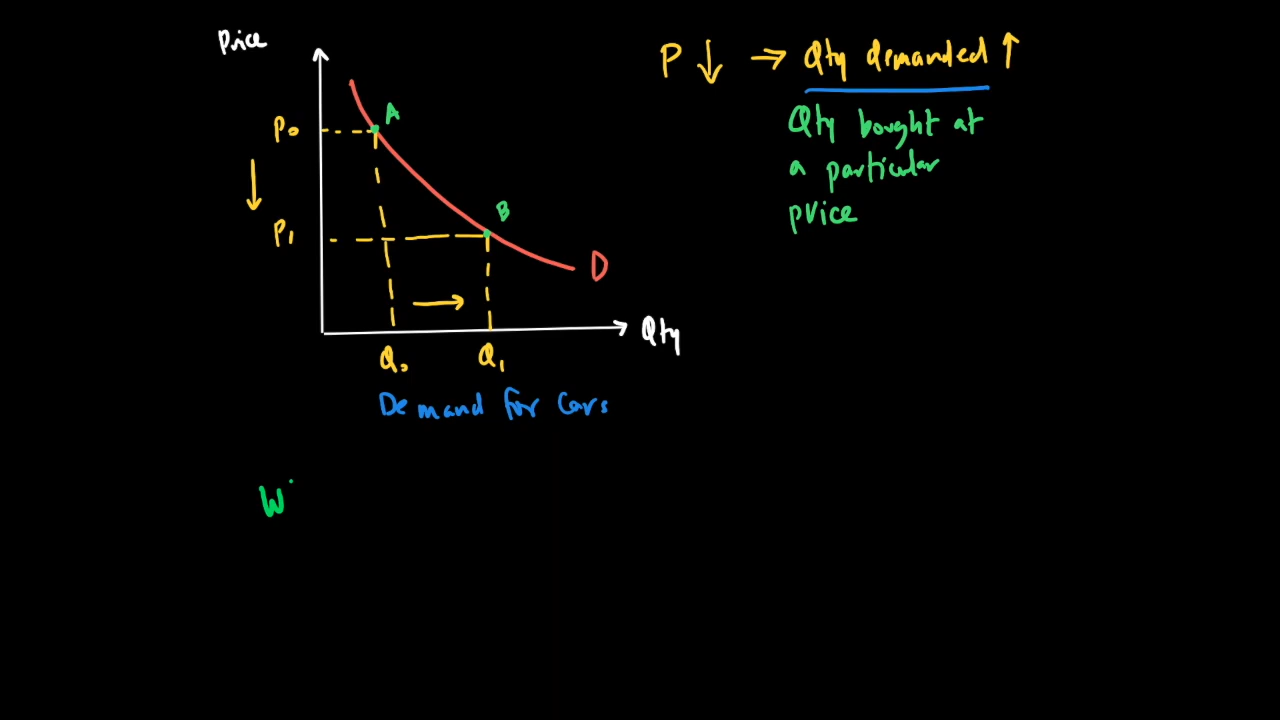 Price
P ↓ ⇒ Qty demanded ↑
A
P₀
Qty bought at
a particular
price
B
P₁
D
Qty
Q₀ Q₁
Demand for Cars
W